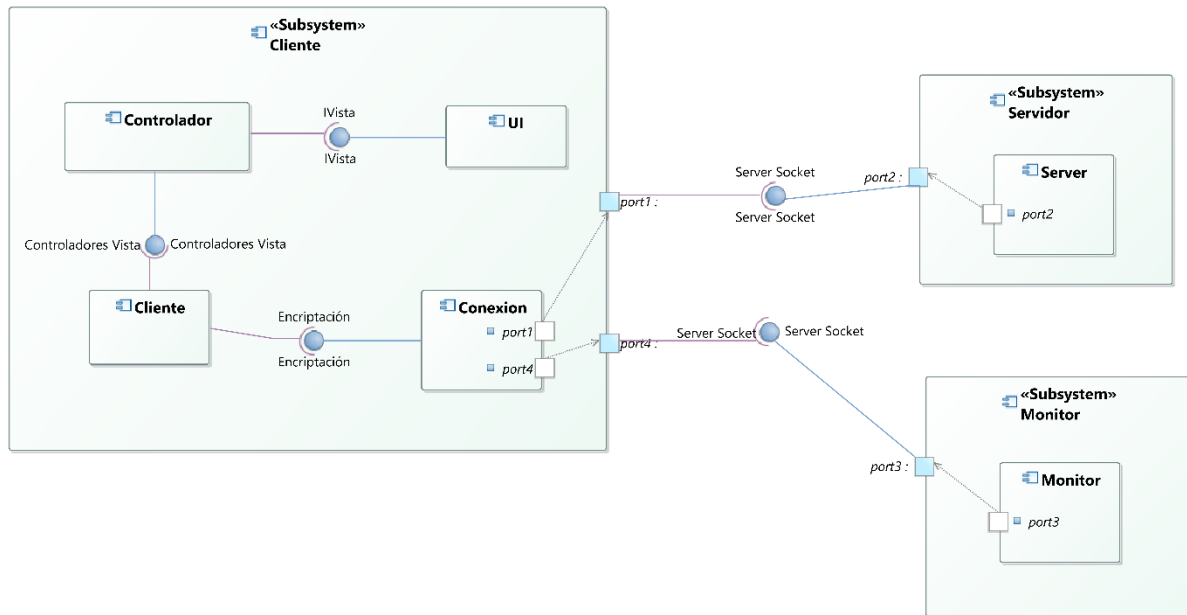 «Subsystem»
Cliente
Controlador
IVista
IVista
UI
Controladores Vista
Controladores Vista
Cliente
Encriptación
Encriptación
Conexion
port1
port4
port1 :
port4 :
Server Socket
Server Socket
port2 :
«Subsystem»
Servidor
Server
port2
Server Socket
Server Socket
port3 :
«Subsystem»
Monitor
Monitor
port3